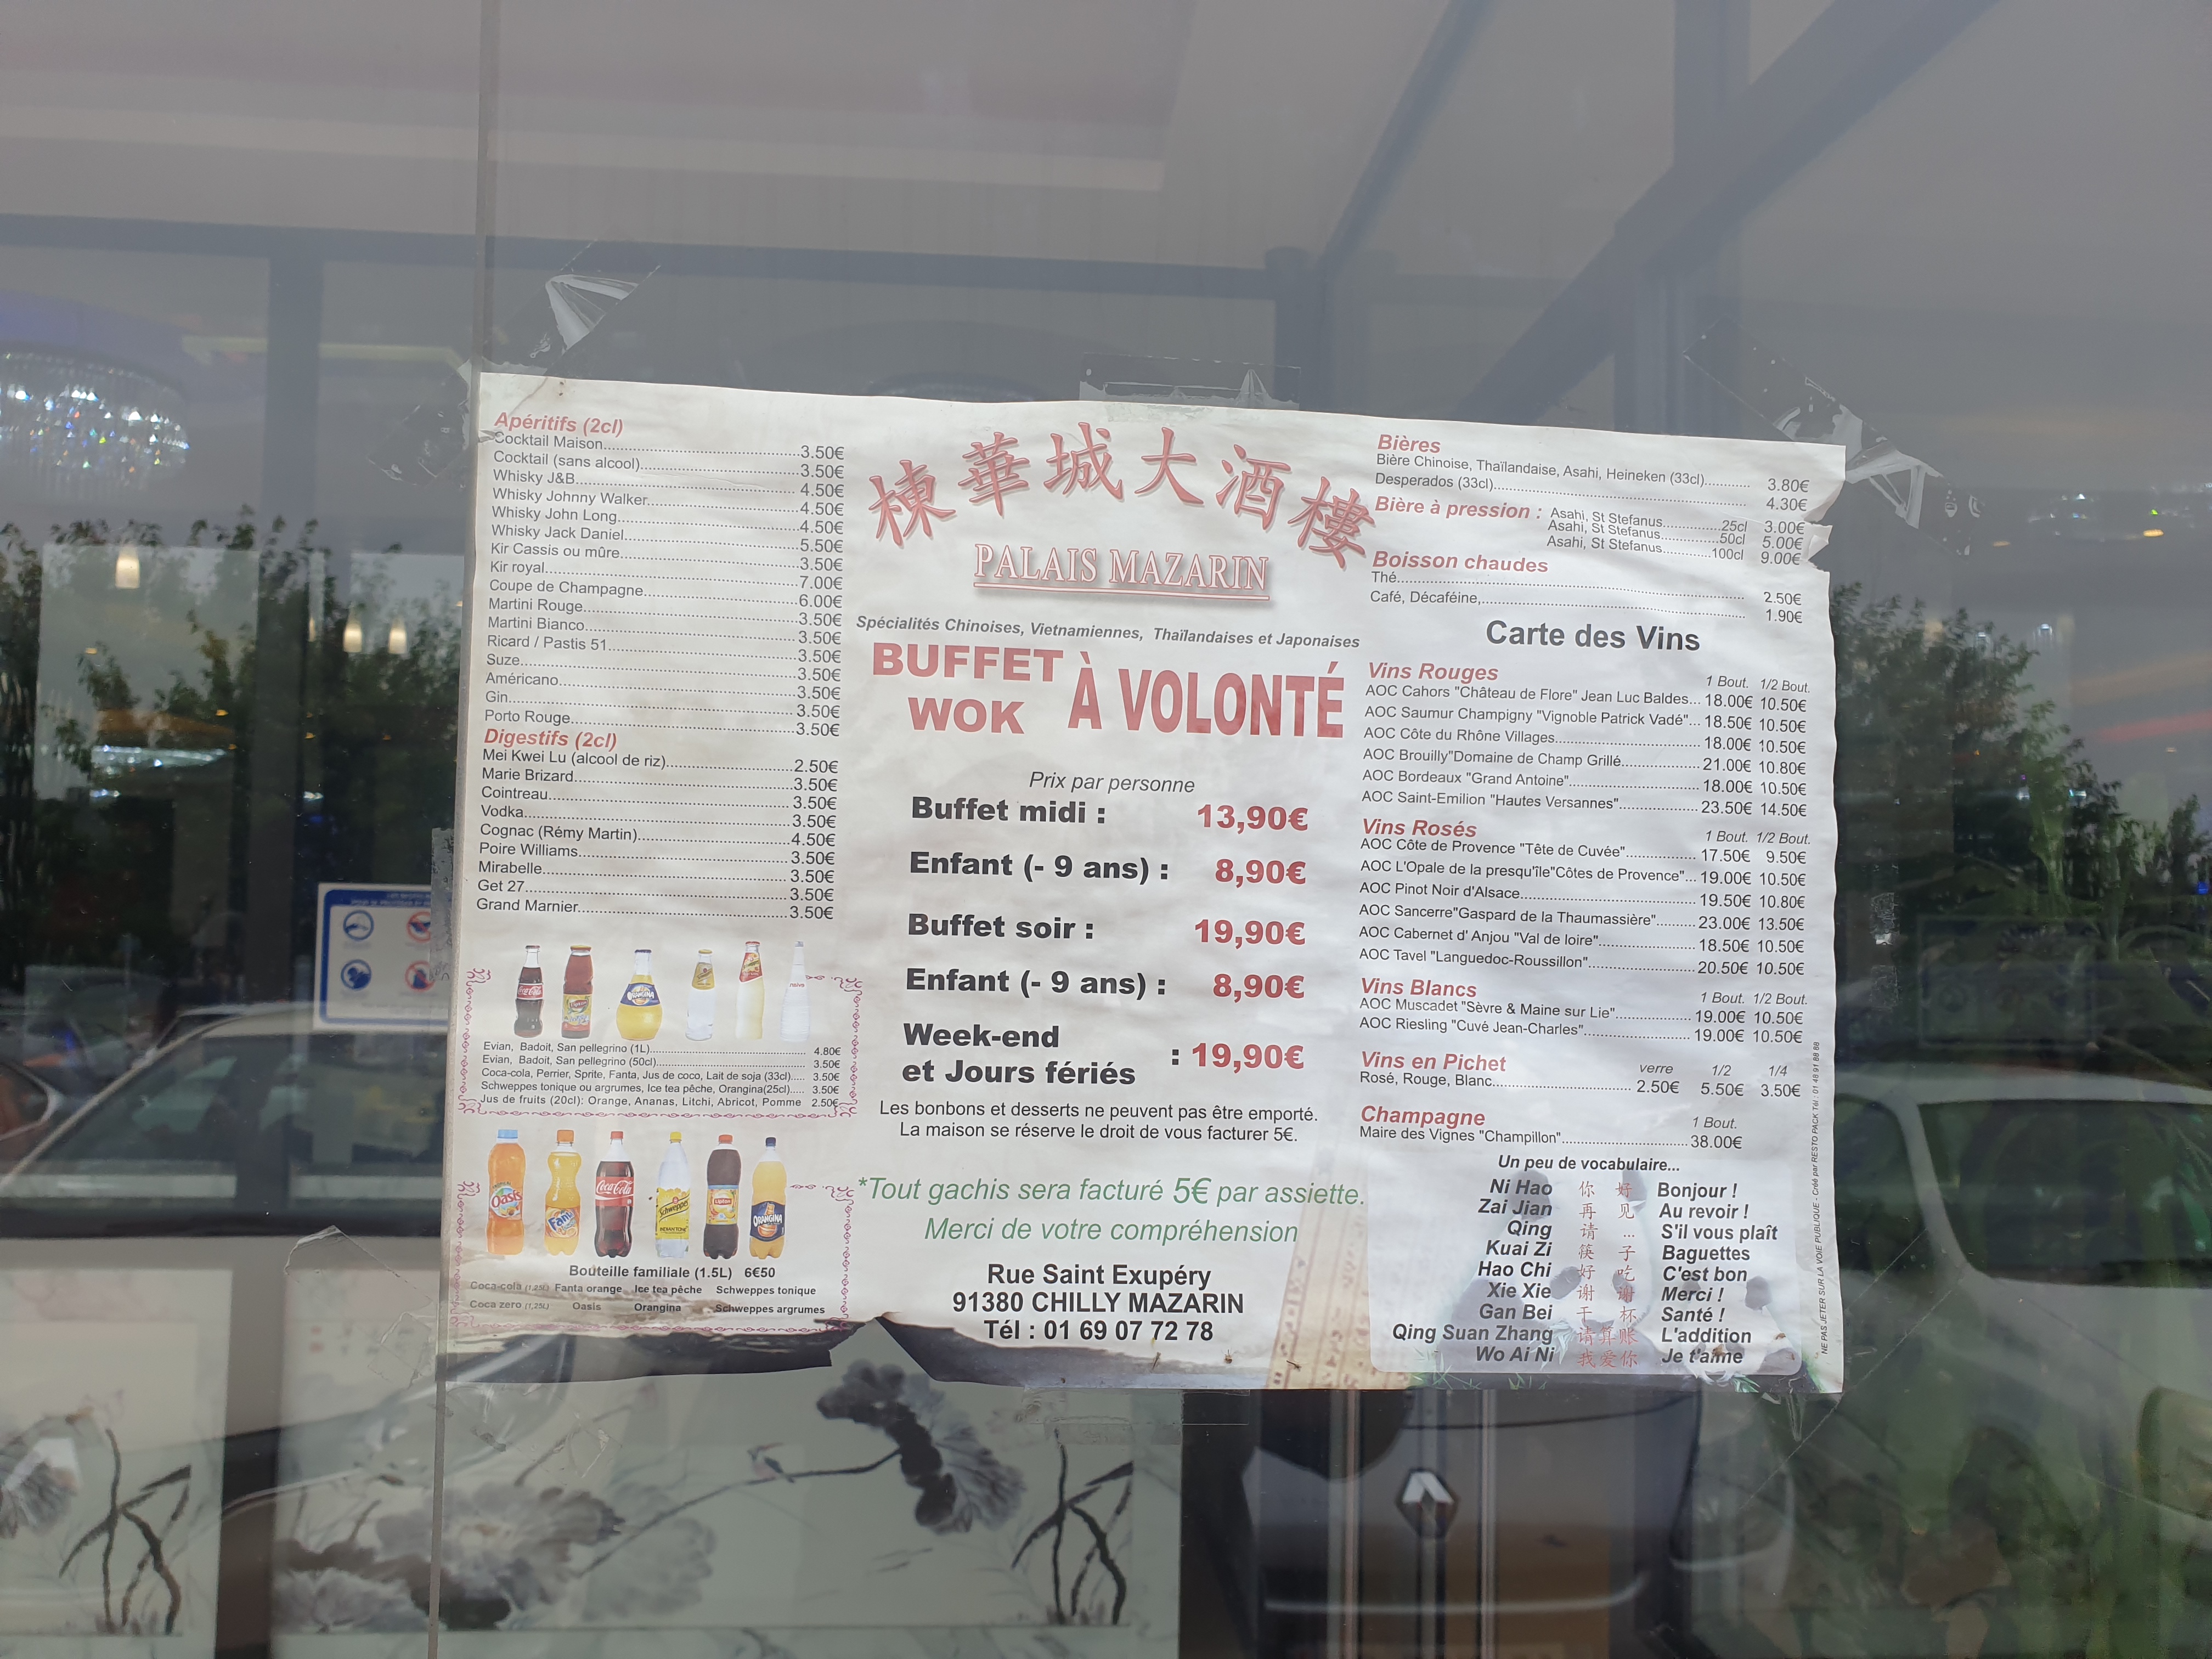 Apéritifs (2cl)
Cocktail Maison 3.50€
Cocktail (sans alcool) 3.50€
Whisky J&B 4.50€
Whisky Johnny Walker 4.50€
Whisky John Long 4.50€
Whisky Jack Daniel 5.50€
Kir Cassis ou mûre 3.50€
Kir royal 7.00€
Coupe de Champagne 6.00€
Martini Rouge 3.50€
Martini Bianco 3.50€
Ricard / Pastis 51 3.50€
Suze 3.50€
Américano 3.50€
Gin 3.50€
Porto Rouge 3.50€
Digestifs (2cl)
Mei Kwei Lu (alcool de riz) 2.50€
Marie Brizard 3.50€
Cointreau 3.50€
Vodka 3.50€
Cognac (Rémy Martin) 4.50€
Poire Williams 3.50€
Mirabelle 3.50€
Get 27 3.50€
Grand Marnier 3.50€
Evian, Badoit, San pellegrino (1L) 4.80€
Evian, Badoit, San pellegrino (50cl) 3.50€
Coca-cola, Perrier, Sprite, Fanta, Jus de coco, Lait de soja (33cl) 3.50€
Schweppes tonique ou argrumes, Ice tea pêche, Orangina(25cl) 3.50€
Jus de fruits (20cl): Orange, Ananas, Litchi, Abricot, Pomme 2.50€
Oasis
Fanta
Coca-Cola
Schweppes
Lipton
ORANGINA
Bouteille familiale (1.5L) 6€50
Coca-cola (1,25L) Fanta orange Ice tea pêche Schweppes tonique
Coca zero (1,25L) Oasis Orangina Schweppes argrumes
棟華城大酒樓
PALAIS MAZARIN
Spécialités Chinoises, Vietnamiennes, Thaïlandaises et Japonaises
BUFFET
WOK
À VOLONTÉ
Prix par personne
Buffet midi : 13,90€
Enfant (- 9 ans) : 8,90€
Buffet soir : 19,90€
Enfant (- 9 ans) : 8,90€
Week-end
et Jours fériés : 19,90€
Les bonbons et desserts ne peuvent pas être emporté.
La maison se réserve le droit de vous facturer 5€.
*Tout gachis sera facturé 5€ par assiette.
Merci de votre compréhension
Rue Saint Exupéry
91380 CHILLY MAZARIN
Tél : 01 69 07 72 78
Bières
Bière Chinoise, Thaïlandaise, Asahi, Heineken (33cl) 3.80€
Desperados (33cl) 4.30€
Bière à pression : Asahi, St Stefanus 25cl 3.00€
Asahi, St Stefanus 50cl 5.00€
Asahi, St Stefanus 100cl 9.00€
Boisson chaudes
Thé 2.50€
Café, Décaféine, 1.90€
Carte des Vins
Vins Rouges 1 Bout. 1/2 Bout.
AOC Cahors "Château de Flore" Jean Luc Baldes... 18.00€ 10.50€
AOC Saumur Champigny "Vignoble Patrick Vadé"... 18.50€ 10.50€
AOC Côte du Rhône Villages 18.00€ 10.50€
AOC Brouilly"Domaine de Champ Grillé 21.00€ 10.80€
AOC Bordeaux "Grand Antoine" 18.00€ 10.50€
AOC Saint-Emilion "Hautes Versannes" 23.50€ 14.50€
Vins Rosés 1 Bout. 1/2 Bout.
AOC Côte de Provence "Tête de Cuvée" 17.50€ 9.50€
AOC L'Opale de la presqu'île"Côtes de Provence"... 19.00€ 10.50€
AOC Pinot Noir d'Alsace 19.50€ 10.80€
AOC Sancerre"Gaspard de la Thaumassière" 23.00€ 13.50€
AOC Cabernet d' Anjou "Val de loire" 18.50€ 10.50€
AOC Tavel "Languedoc-Roussillon" 20.50€ 10.50€
Vins Blancs 1 Bout. 1/2 Bout.
AOC Muscadet "Sèvre & Maine sur Lie" 19.00€ 10.50€
AOC Riesling "Cuvé Jean-Charles" 19.00€ 10.50€
Vins en Pichet verre 1/2 1/4
Rosé, Rouge, Blanc 2.50€ 5.50€ 3.50€
Champagne 1 Bout.
Maire des Vignes "Champillon" 38.00€
Un peu de vocabulaire...
Ni Hao 你 好 Bonjour !
Zai Jian 再 见 Au revoir !
Qing 请 ... S'il vous plaît
Kuai Zi 筷 子 Baguettes
Hao Chi 好 吃 C'est bon
Xie Xie 谢 谢 Merci !
Gan Bei 干 杯 Santé !
Qing Suan Zhang 请算账 L'addition
Wo Ai Ni 我爱你 Je t'aime
NE PAS JETER SUR LA VOIE PUBLIQUE - Créé par RESTO PACK Tél : 01 48 91 88 88